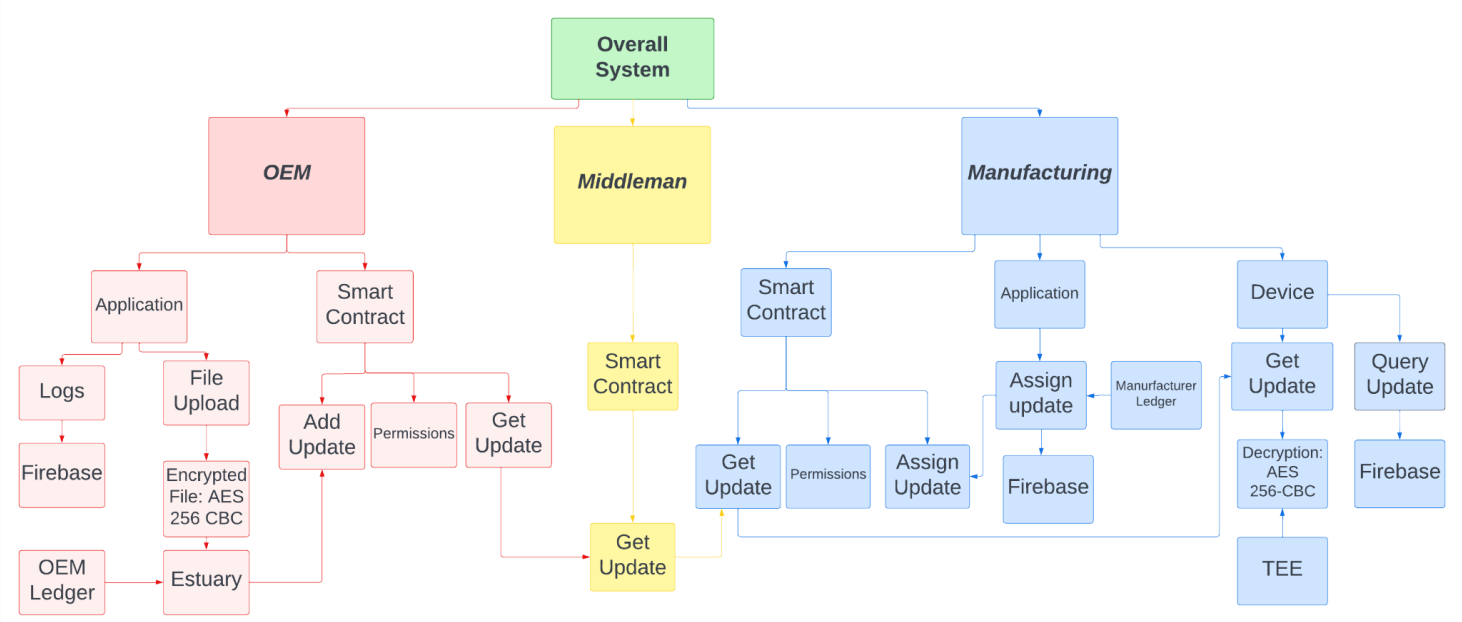 Overall
System
OEM
Middleman
Manufacturing
Application
Smart
Contract
Logs
File
Upload
Firebase
Encrypted
File: AES
256 CBC
OEM
Ledger
Estuary
Add
Update
Permissions
Get
Update
Smart
Contract
Get
Update
Smart
Contract
Application
Device
Get
Update
Permissions
Assign
Update
Assign
update
Manurfacturer
Ledger
Firebase
Get
Update
Query
Update
Decryption:
AES
256-CBC
Firebase
TEE